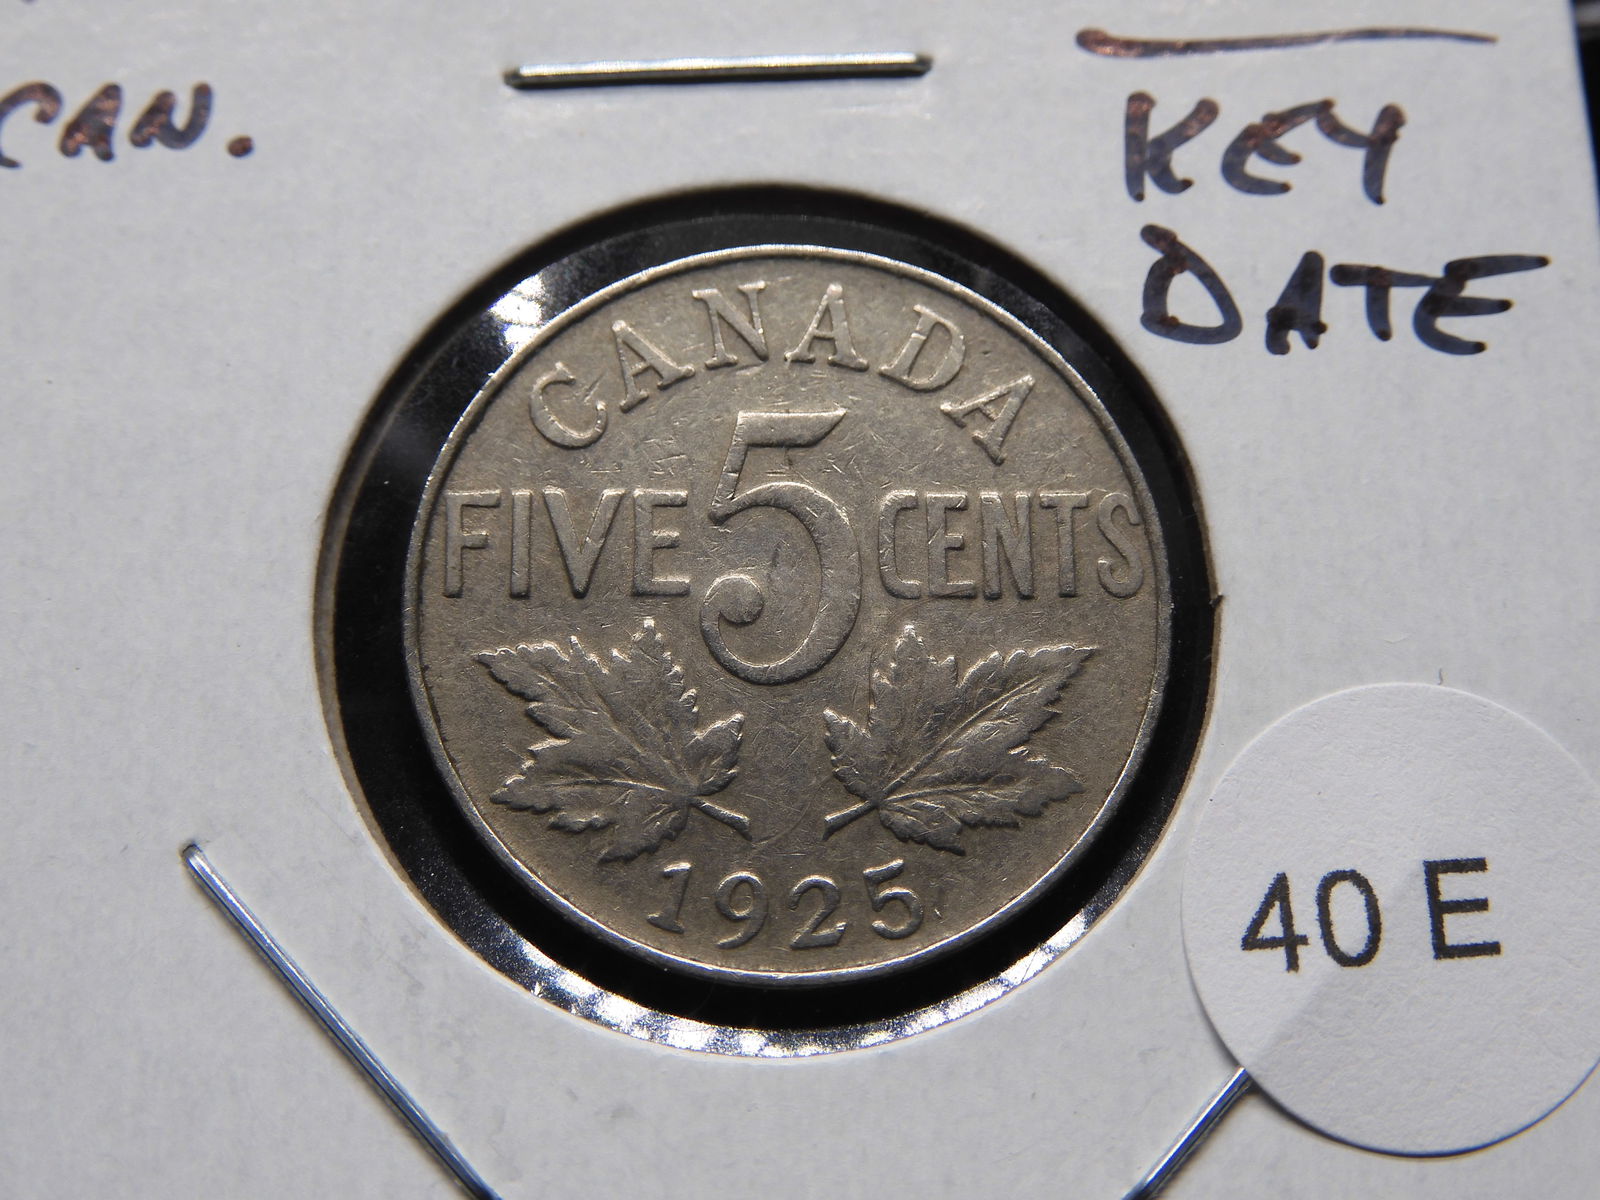 CAN.
KEY
DATE
CANADA
FIVE 5 CENTS
1925
40 E